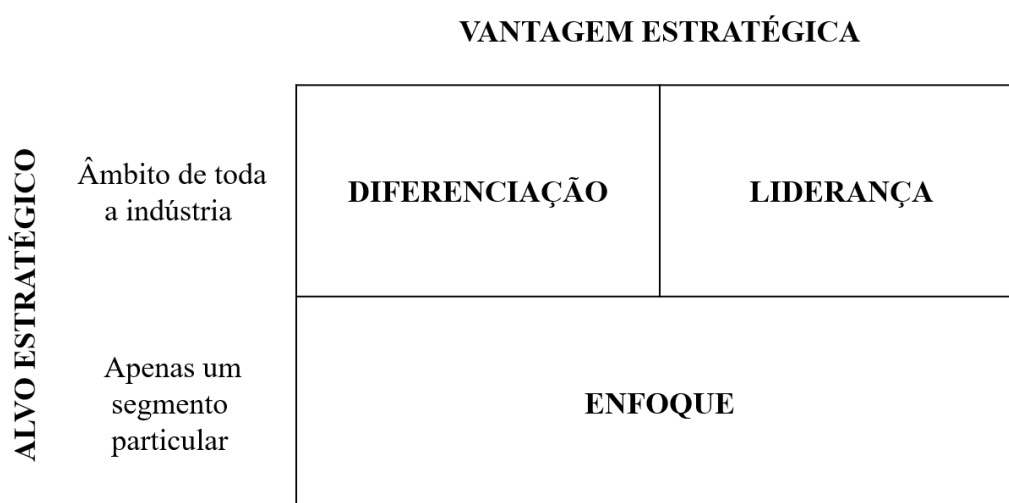 VANTAGEM ESTRATÉGICA
ALVO ESTRATÉGICO
Âmbito de toda
a indústria
DIFERENCIAÇÃO
LIDERANÇA
Apenas um
segmento
particular
ENFOQUE